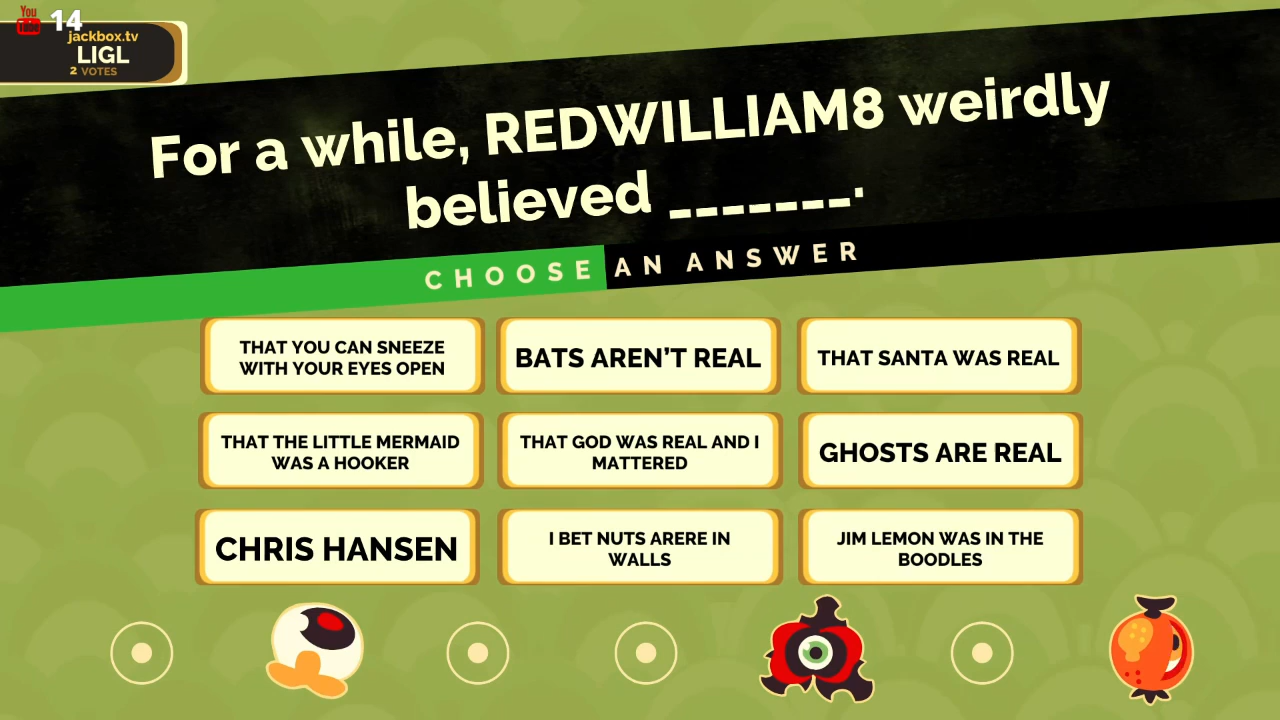 You
Tube
14
jackbox.tv
LIGL
2 VOTES
For a while, REDWILLIAM8 weirdly
believed _______.
CHOOSE AN ANSWER
THAT YOU CAN SNEEZE
WITH YOUR EYES OPEN
BATS AREN'T REAL
THAT SANTA WAS REAL
THAT THE LITTLE MERMAID
WAS A HOOKER
THAT GOD WAS REAL AND I
MATTERED
GHOSTS ARE REAL
CHRIS HANSEN
I BET NUTS ARERE IN
WALLS
JIM LEMON WAS IN THE
BOODLES